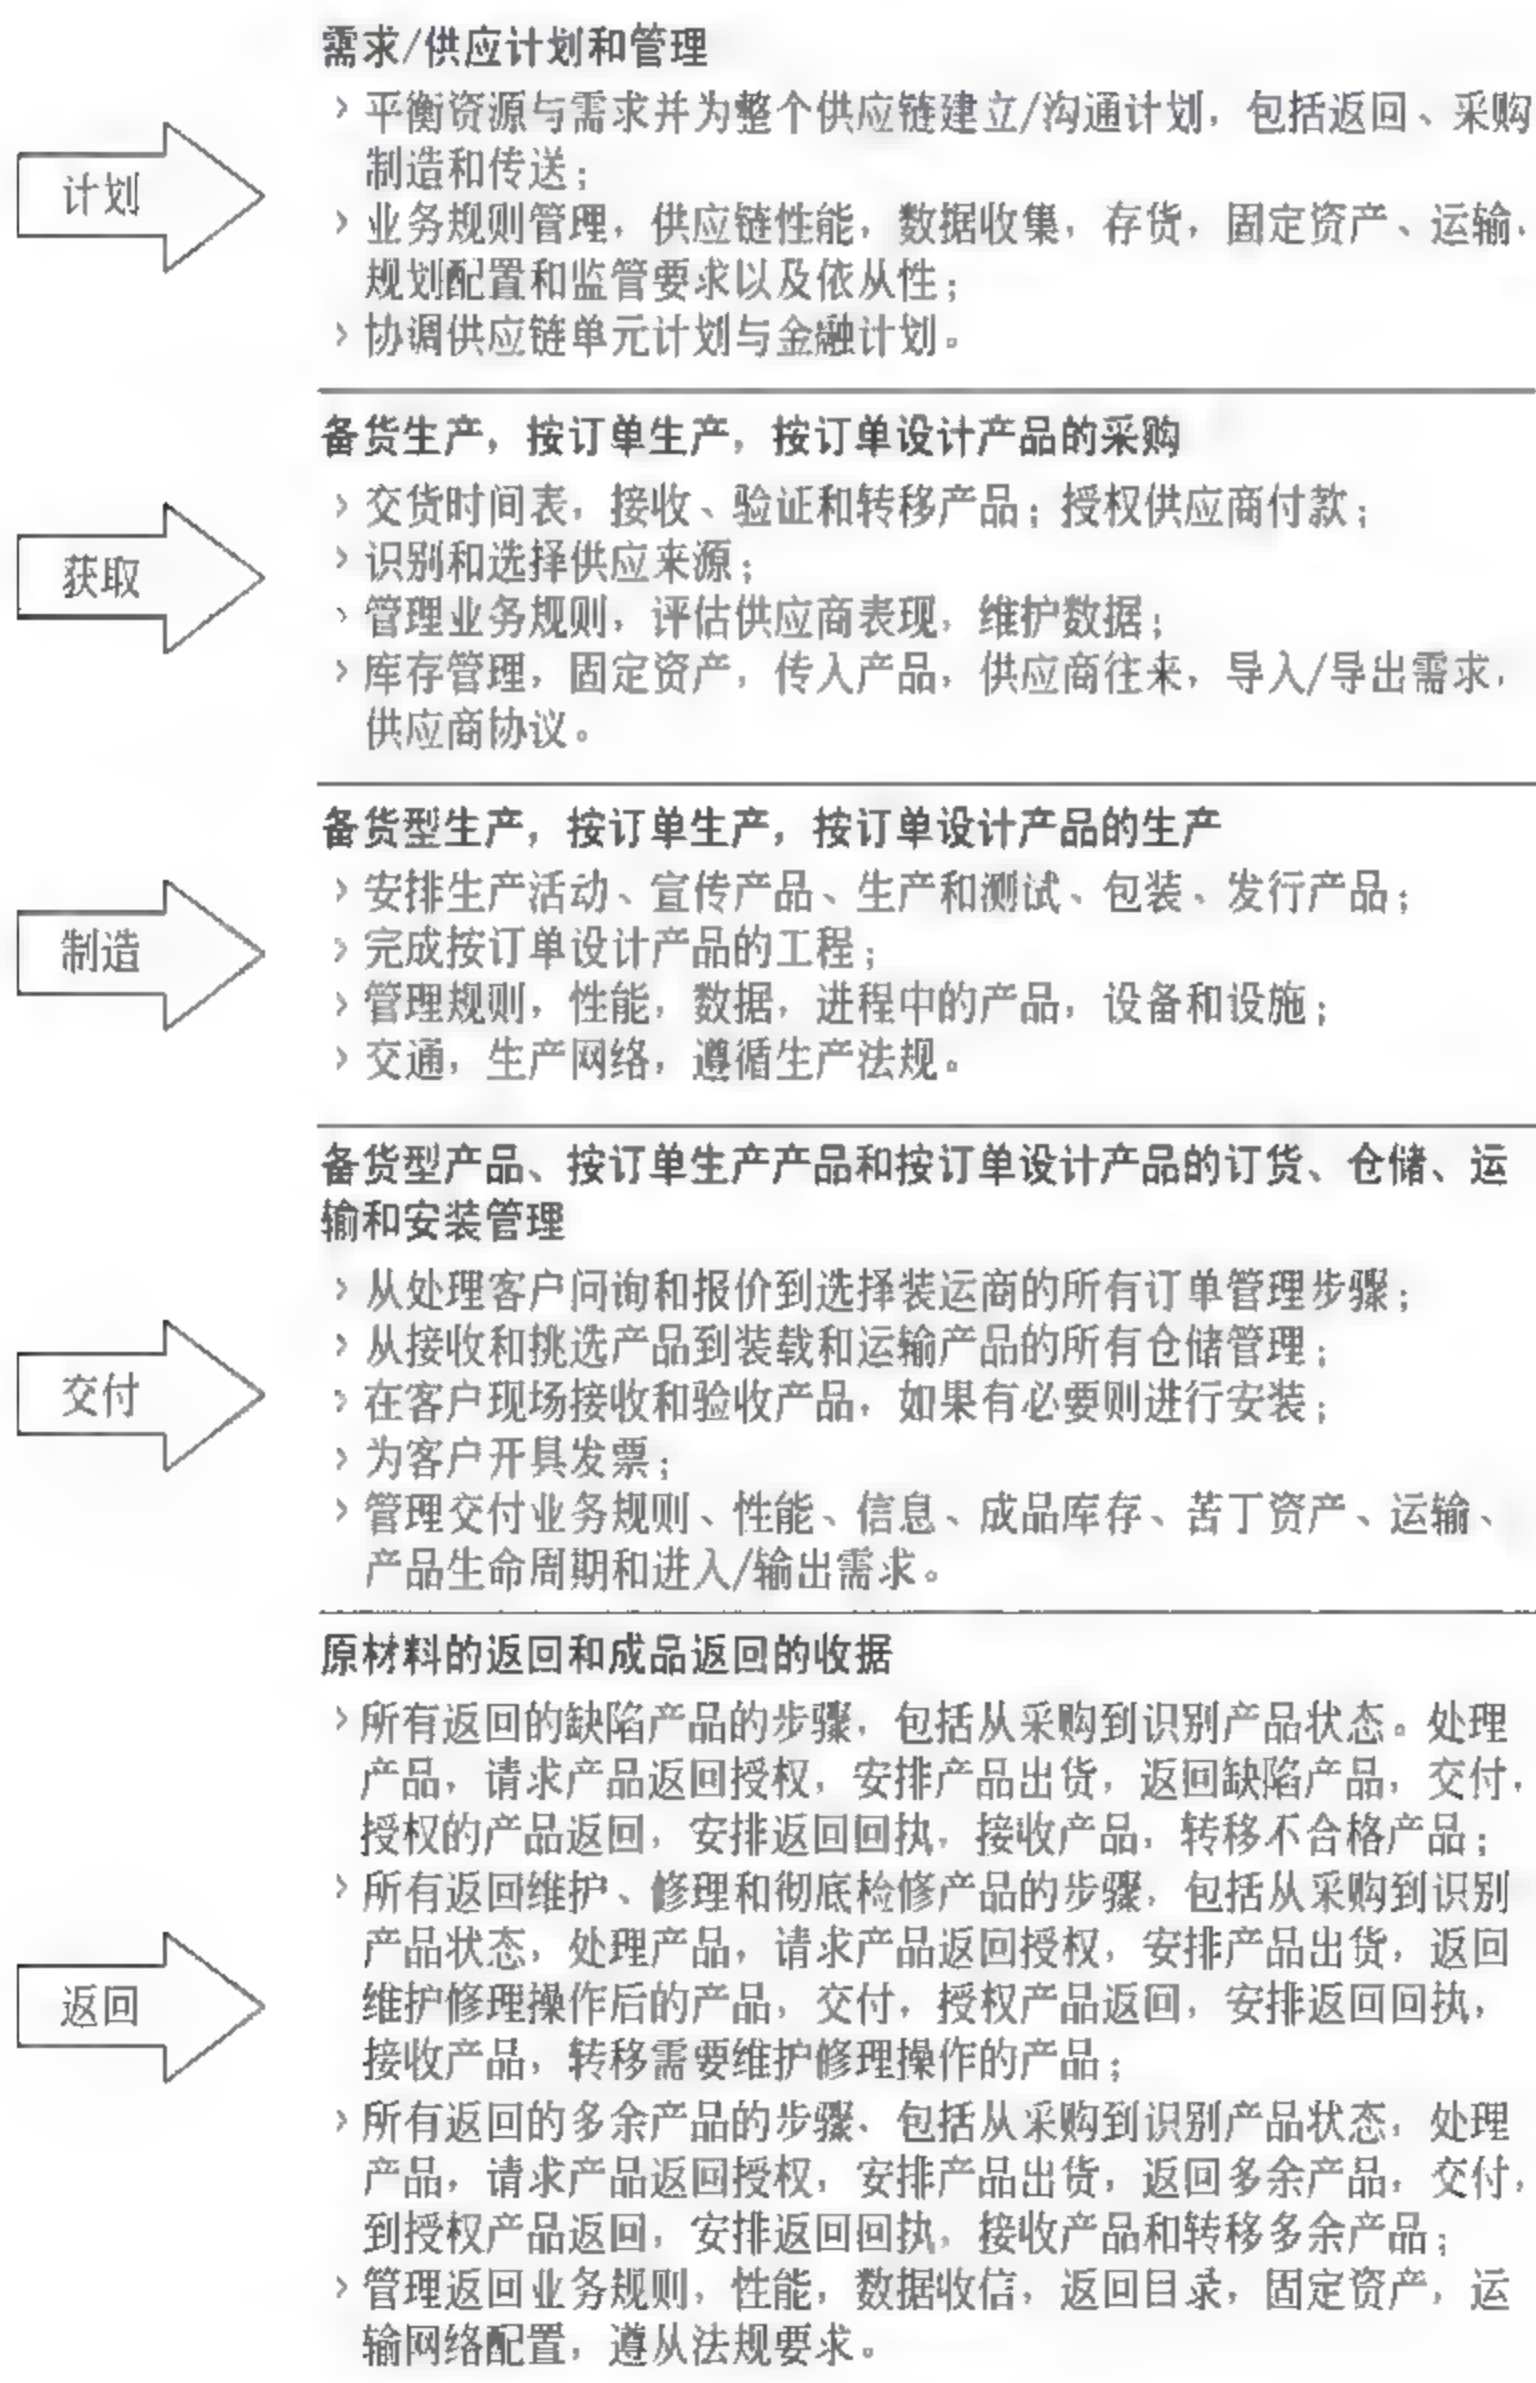 需求/供应计划和管理
› 平衡资源与需求并为整个供应链建立/沟通计划，包括返回、采购
制造和传送；
› 业务规则管理，供应链性能，数据收集，存货，固定资产、运输，
规划配置和监管要求以及依从性；
› 协调供应链单元计划与金融计划。
计划
备货生产，按订单生产，按订单设计产品的采购
› 交货时间表，接收、验证和转移产品；授权供应商付款；
› 识别和选择供应来源；
› 管理业务规则，评估供应商表现，维护数据；
› 库存管理，固定资产，传入产品，供应商往来，导入/导出需求，
供应商协议。
获取
备货型生产，按订单生产，按订单设计产品的生产
› 安排生产活动、宣传产品、生产和测试、包装、发行产品；
› 完成按订单设计产品的工程；
› 管理规则，性能，数据，进程中的产品，设备和设施；
› 交通，生产网络，遵循生产法规。
制造
备货型产品、按订单生产产品和按订单设计产品的订货、仓储、运
输和安装管理
› 从处理客户问询和报价到选择装运商的所有订单管理步骤；
› 从接收和挑选产品到装载和运输产品的所有仓储管理；
› 在客户现场接收和验收产品，如果有必要则进行安装；
› 为客户开具发票；
› 管理交付业务规则、性能、信息、成品库存、苦丁资产、运输、
产品生命周期和进入/输出需求。
交付
原材料的返回和成品返回的收据
› 所有返回的缺陷产品的步骤，包括从采购到识别产品状态。处理
产品，请求产品返回授权，安排产品出货，返回缺陷产品，交付，
授权的产品返回，安排返回回执，接收产品，转移不合格产品；
› 所有返回维护、修理和彻底检修产品的步骤，包括从采购到识别
产品状态，处理产品，请求产品返回授权，安排产品出货，返回
维护修理操作后的产品，交付，授权产品返回，安排返回回执，
接收产品，转移需要维护修理操作的产品；
› 所有返回的多余产品的步骤、包括从采购到识别产品状态，处理
产品，请求产品返回授权，安排产品出货，返回多余产品，交付，
到授权产品返回，安排返回回执，接收产品和转移多余产品；
› 管理返回业务规则，性能，数据收信，返回目录，固定资产，运
输网络配置，遵从法规要求。
返回